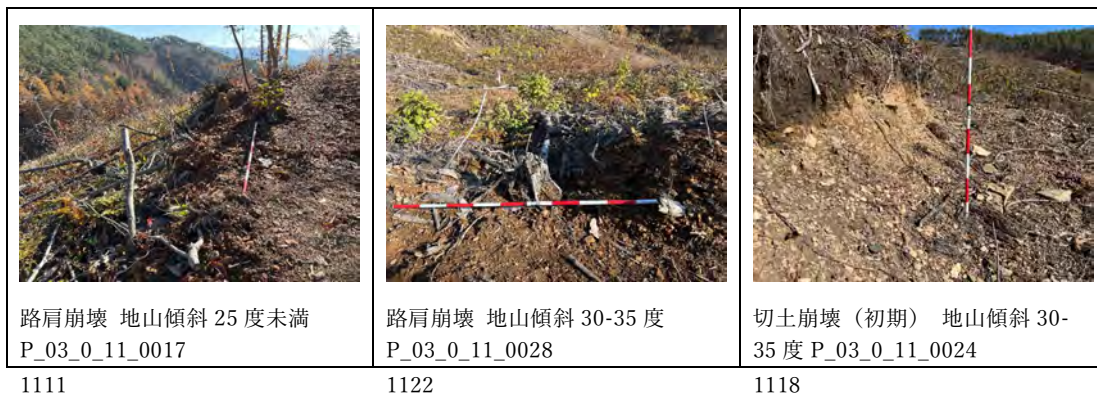 路肩崩壊 地山傾斜 25 度未満
P_03_0_11_0017
路肩崩壊 地山傾斜 30-35 度
P_03_0_11_0028
切土崩壊（初期） 地山傾斜 30-
35 度 P_03_0_11_0024
1111
1122
1118